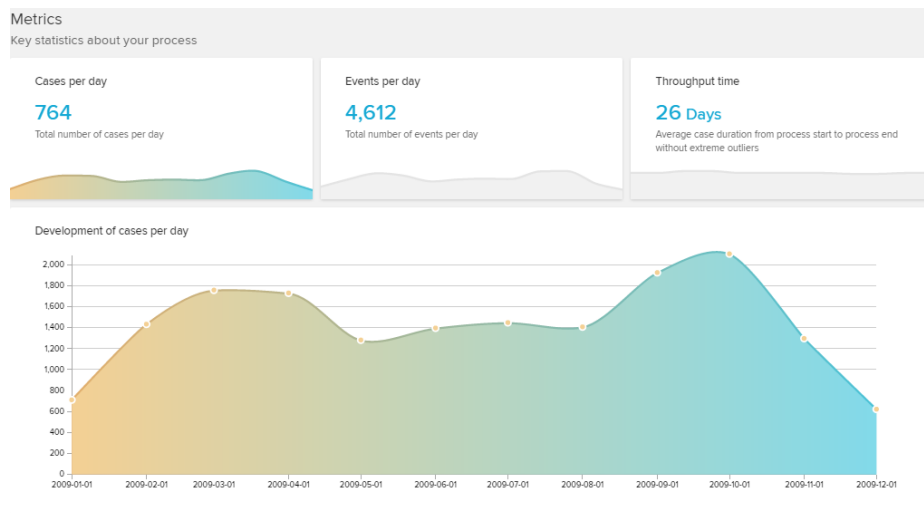 Metrics
Key statistics about your process
Cases per day
764
Total number of cases per day
Events per day
4,612
Total number of events per day
Throughput time
26 Days
Average case duration from process start to process end
without extreme outliers
Development of cases per day
2,000
1,800
1,600
1,400
1,200
1,000
800
600
400
200
0
2009-01-01 2009-02-01 2009-03-01 2009-04-01 2009-05-01 2009-06-01 2009-07-01 2009-08-01 2009-09-01 2009-10-01 2009-11-01 2009-12-01